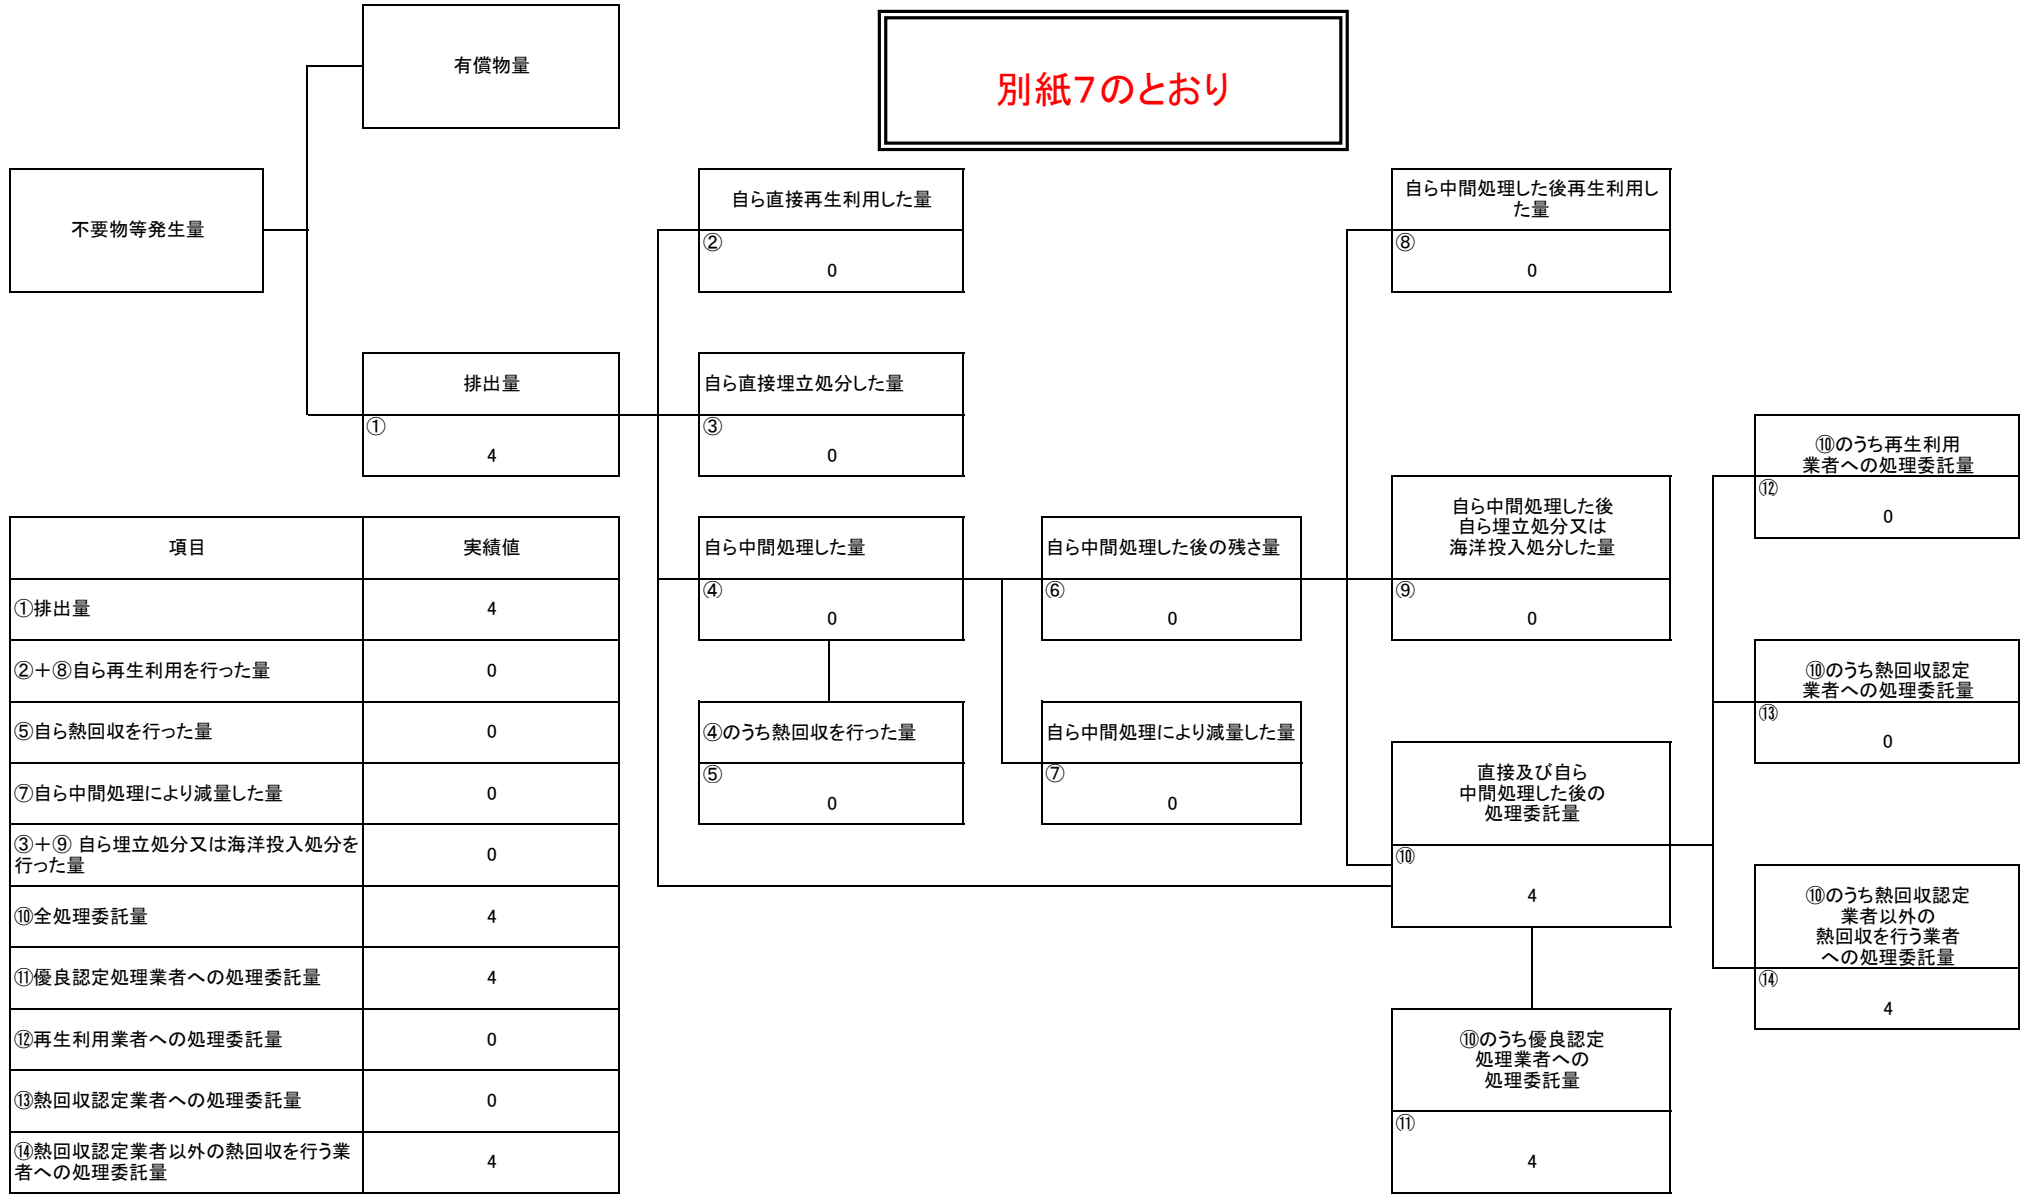 有償物量
別紙７のとおり
不要物等発生量
自ら直接再生利用した量
②
0
自ら中間処理した後再生利用し
た量
⑧
0
排出量
①
4
自ら直接埋立処分した量
③
0
⑩のうち再生利用
業者への処理委託量
⑫
0
自ら中間処理した量
④
0
自ら中間処理した後の残さ量
⑥
0
自ら中間処理した後
自ら埋立処分又は
海洋投入処分した量
⑨
0
⑩のうち熱回収認定
業者への処理委託量
⑬
0
④のうち熱回収を行った量
⑤
0
自ら中間処理により減量した量
⑦
0
直接及び自ら
中間処理した後の
処理委託量
⑩
4
⑩のうち熱回収認定
業者以外の
熱回収を行う業者
への処理委託量
⑭
4
⑩のうち優良認定
処理業者への
処理委託量
⑪
4
項目 実績値
①排出量 4
②＋⑧自ら再生利用を行った量 0
⑤自ら熱回収を行った量 0
⑦自ら中間処理により減量した量 0
③＋⑨ 自ら埋立処分又は海洋投入処分を
行った量 0
⑩全処理委託量 4
⑪優良認定処理業者への処理委託量 4
⑫再生利用業者への処理委託量 0
⑬熱回収認定業者への処理委託量 0
⑭熱回収認定業者以外の熱回収を行う業
者への処理委託量 4